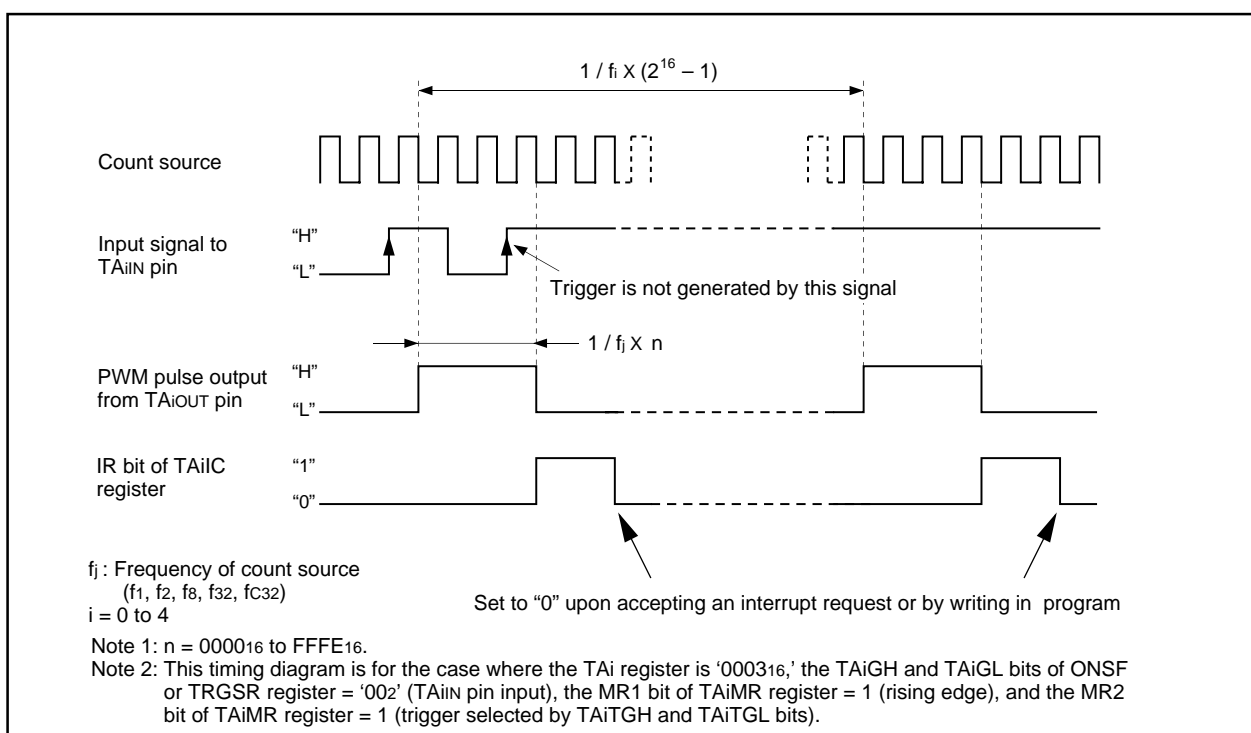 1 / fi X (2^16 – 1)
Count source
Input signal to
TAiIN pin
“H”
“L”
Trigger is not generated by this signal
1 / fj X n
PWM pulse output
from TAiOUT pin
“H”
“L”
IR bit of TAiIC
register
“1”
“0”
fj : Frequency of count source
(f1, f2, f8, f32, fC32)
i = 0 to 4
Set to “0” upon accepting an interrupt request or by writing in program
Note 1: n = 000016 to FFFE16.
Note 2: This timing diagram is for the case where the TAi register is ‘000316,’ the TAiGH and TAiGL bits of ONSF
or TRGSR register = ‘002’ (TAiIN pin input), the MR1 bit of TAiMR register = 1 (rising edge), and the MR2
bit of TAiMR register = 1 (trigger selected by TAiTGH and TAiTGL bits).